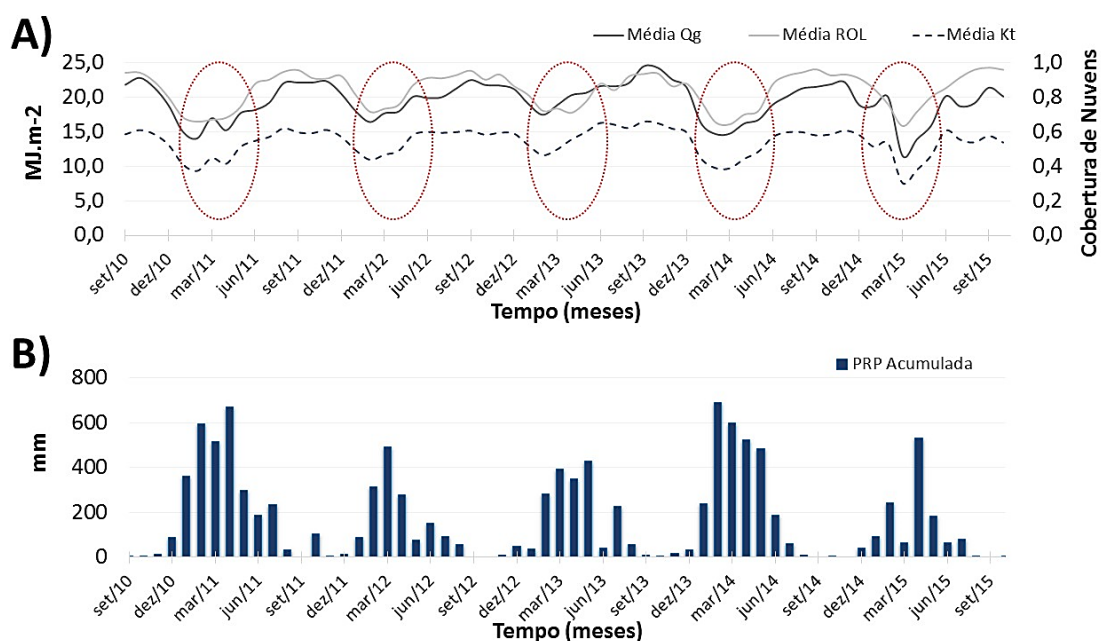 A)
Média Qg Média ROL Média Kt
25,0 1,0
20,0 0,8
15,0 0,6
10,0 0,4
5,0 0,2
0,0 0,0
MJ.m-2
Cobertura de Nuvens
set/10 dez/10 mar/11 jun/11 set/11 dez/11 mar/12 jun/12 set/12 dez/12 mar/13 jun/13 set/13 dez/13 mar/14 jun/14 set/14 dez/14 mar/15 jun/15 set/15
Tempo (meses)
B)
PRP Acumulada
800
600
400
200
0
mm
set/10 dez/10 mar/11 jun/11 set/11 dez/11 mar/12 jun/12 set/12 dez/12 mar/13 jun/13 set/13 dez/13 mar/14 jun/14 set/14 dez/14 mar/15 jun/15 set/15
Tempo (meses)